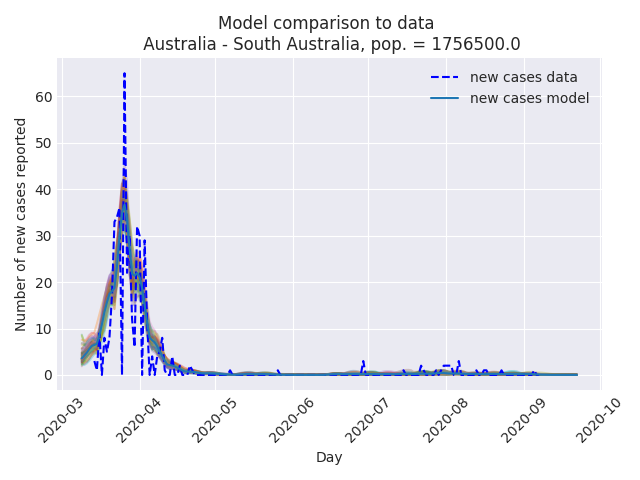 Model comparison to data
Australia - South Australia, pop. = 1756500.0
new cases data
new cases model
Number of new cases reported
60
50
40
30
20
10
0
2020-03
2020-04
2020-05
2020-06
2020-07
2020-08
2020-09
2020-10
Day